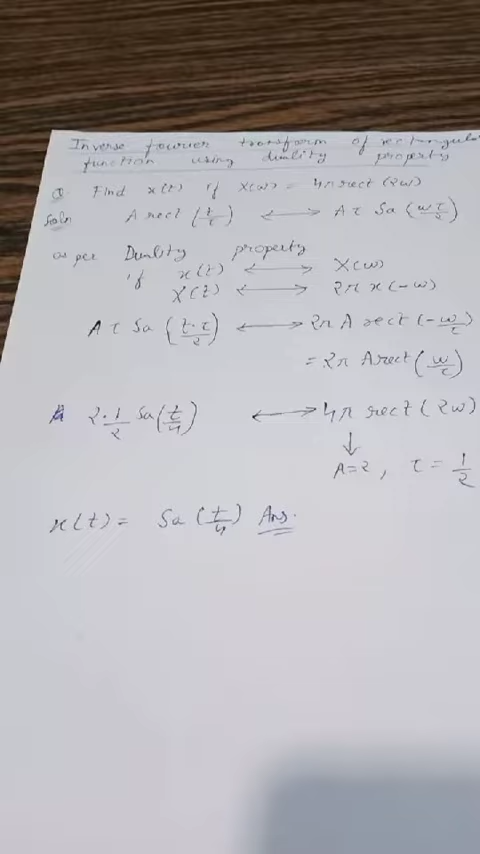 Inverse fourier transform of rectangular
function using duality property
Q Find x(t) if X(ω) = 4π rect (2ω)
Soln A rect (t/τ) ⟷ Aτ Sa (ωτ/2)
as per Duality property
if x(t) ⟷ X(ω)
X(t) ⟷ 2π x(-ω)
Aτ Sa (t·τ/2) ⟷ 2π A rect (-ω/τ)
= 2π A rect (ω/τ)
2·1/2 Sa(t/4) ⟷ 4π rect (2ω)
↓
A=2, τ = 1/2
x(t) = Sa (t/4) Ans.